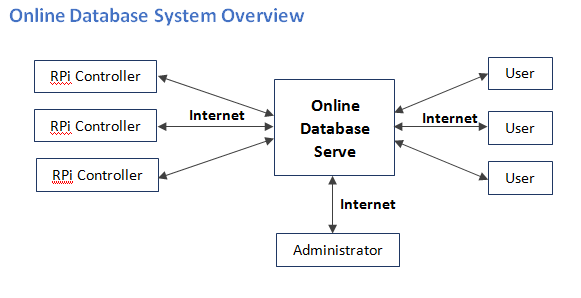 Online Database System Overview
RPi Controller
RPi Controller
RPi Controller
Internet
Online
Database
Serve
Internet
User
User
User
Internet
Administrator